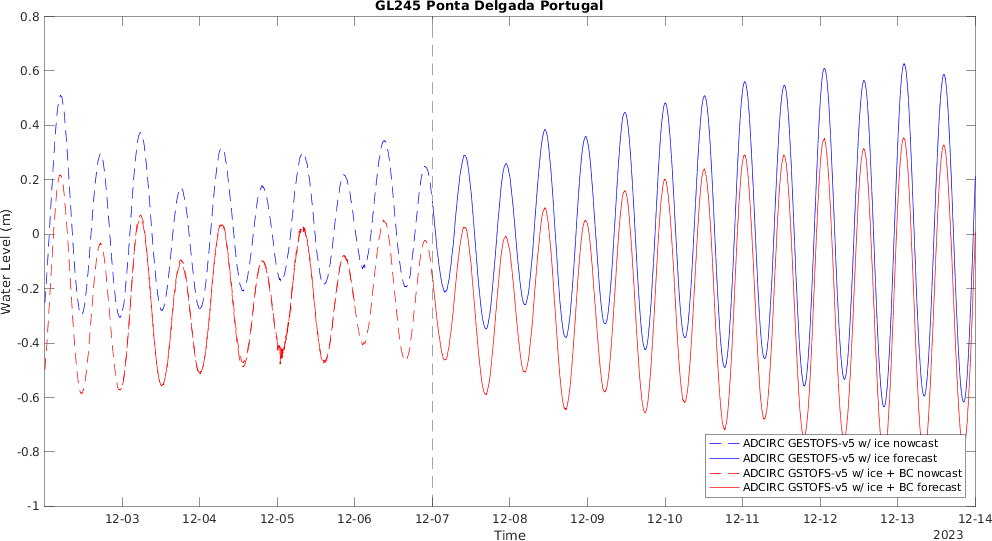 GL245 Ponta Delgada Portugal
0.8
0.6
0.4
0.2
0
-0.2
-0.4
-0.6
-0.8
-1
Water Level (m)
ADCIRC GESTOFS-v5 w/ ice nowcast
ADCIRC GESTOFS-v5 w/ ice forecast
ADCIRC GSTOFS-v5 w/ ice + BC nowcast
ADCIRC GSTOFS-v5 w/ ice + BC forecast
12-03 12-04 12-05 12-06 12-07 12-08 12-09 12-10 12-11 12-12 12-13 12-14
Time
2023